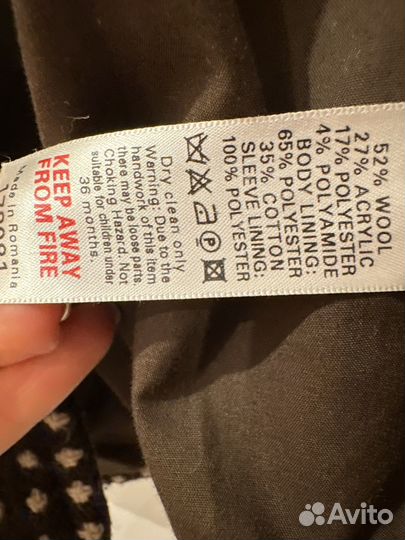 52% WOOL
27% ACRYLIC
17% POLYESTER
4% POLYAMIDE
BODY LINING:
65% POLYESTER
35% COTTON
SLEEVE LINING:
100% POLYESTER
P
Dry clean only
Warning: Due to the
handwork of this item
there may be loose parts.
Choking Hazard. Not
suitable for children under
36 months.
KEEP AWAY
FROM FIRE
Made in Romania
Avito